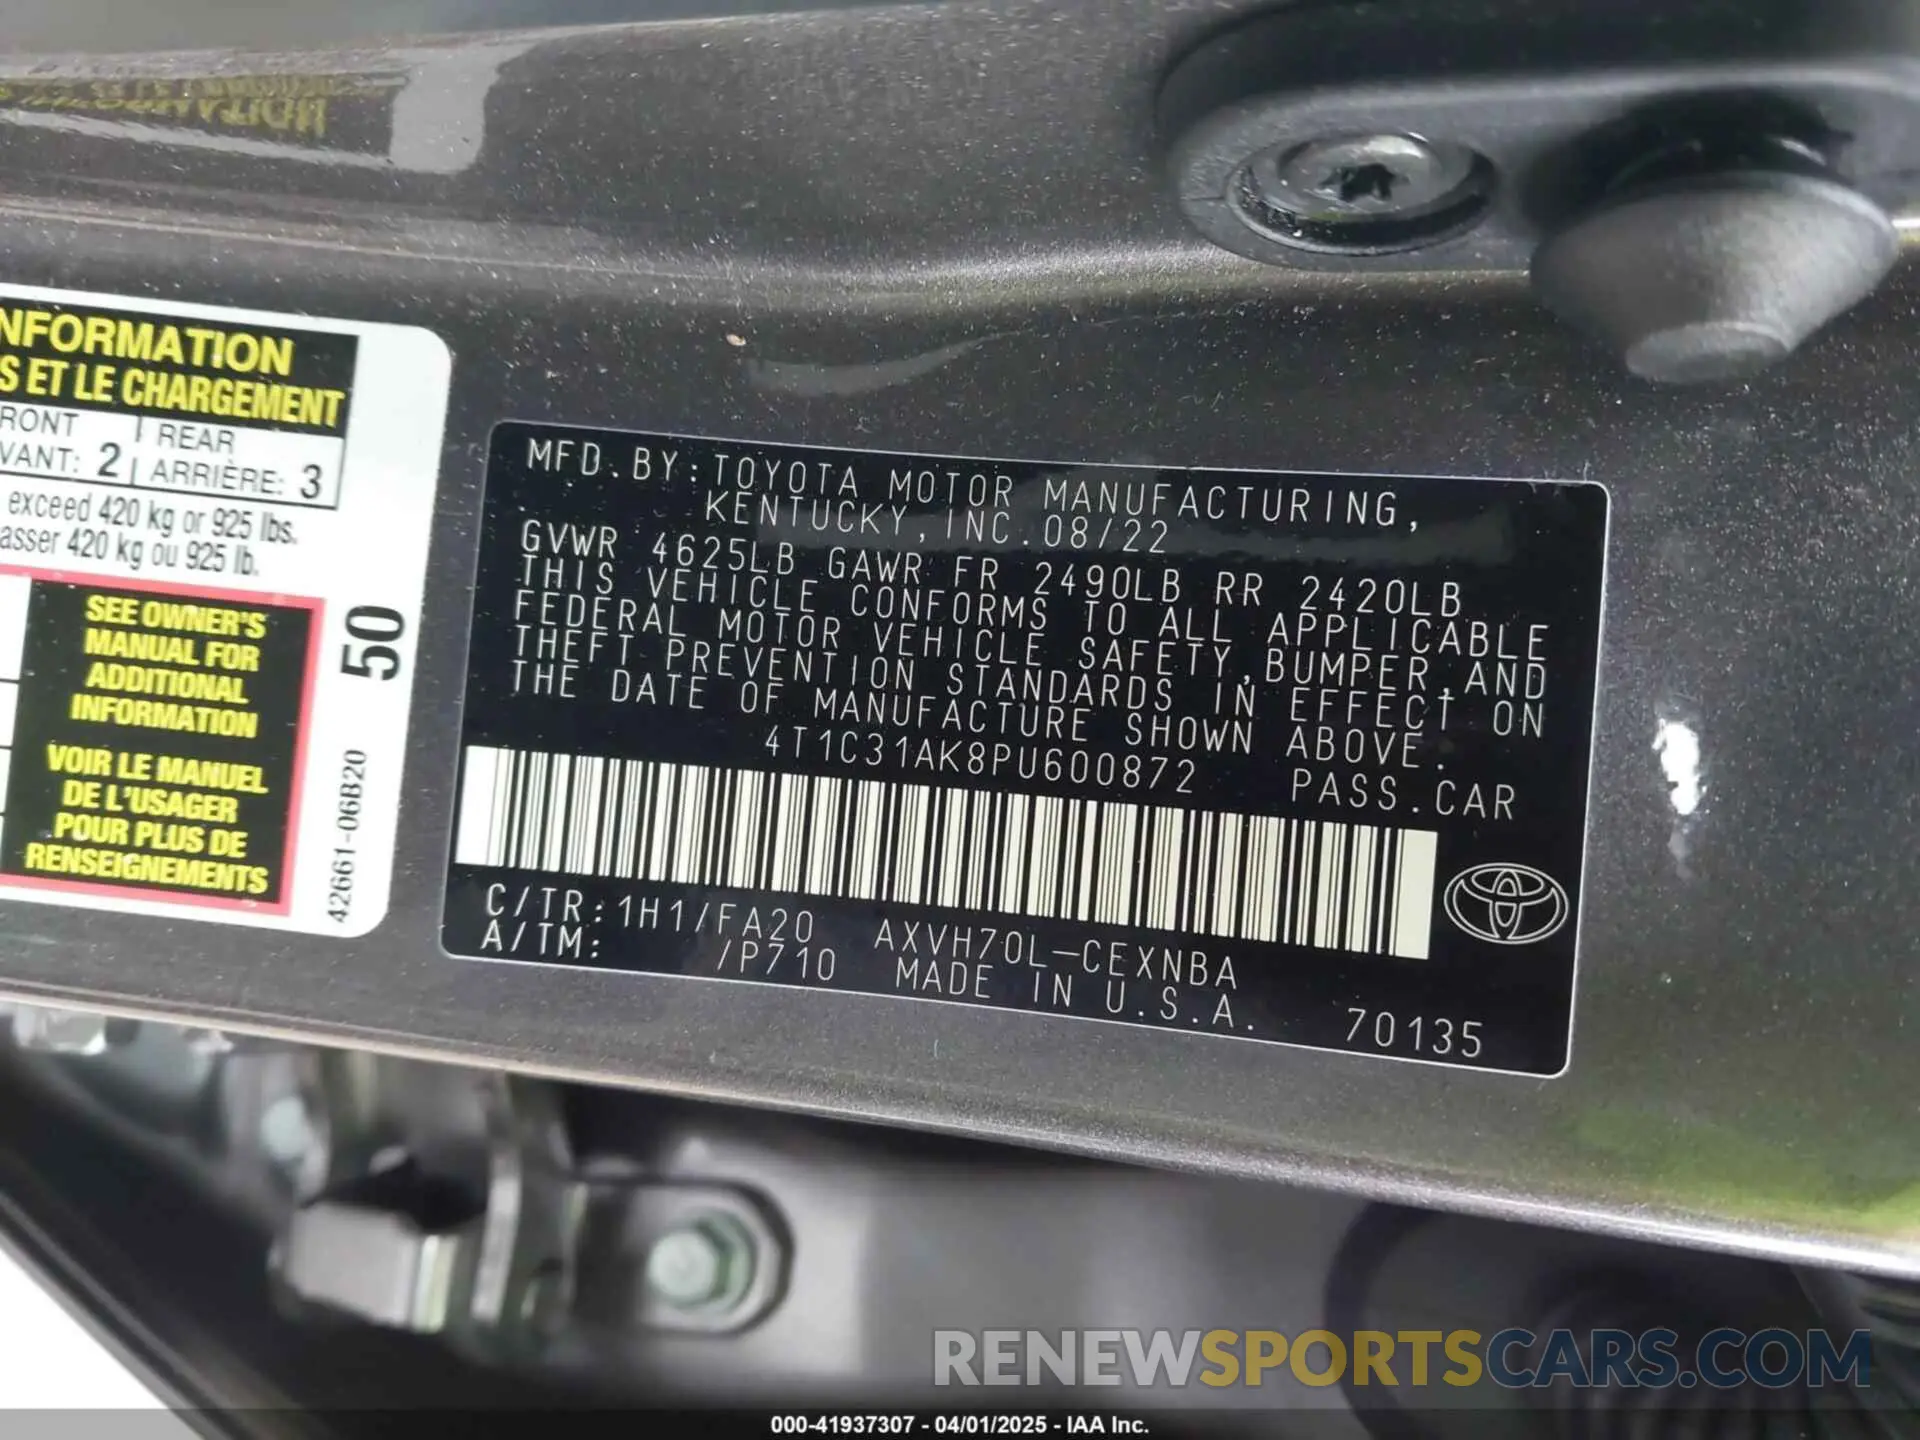 NFORMATION
S ET LE CHARGEMENT
RONT | REAR
VANT: 2 | ARRIÈRE: 3
exceed 420 kg or 925 lbs.
asser 420 kg ou 925 lb.
SEE OWNER'S
MANUAL FOR
ADDITIONAL
INFORMATION
VOIR LE MANUEL
DE L'USAGER
POUR PLUS DE
RENSEIGNEMENTS
50
42661-06B20
MFD.BY:TOYOTA MOTOR MANUFACTURING,
KENTUCKY,INC.08/22
GVWR 4625LB GAWR FR 2490LB RR 2420LB
THIS VEHICLE CONFORMS TO ALL APPLICABLE
FEDERAL MOTOR VEHICLE SAFETY,BUMPER,AND
THEFT PREVENTION STANDARDS IN EFFECT ON
THE DATE OF MANUFACTURE SHOWN ABOVE.
4T1C31AK8PU600872 PASS.CAR
C/TR:1H1/FA20 AXVH70L-CEXNBA
A/TM: /P710 MADE IN U.S.A.
70135
RENEWSPORTSCARS.COM
000-41937307 - 04/01/2025 - IAA Inc.